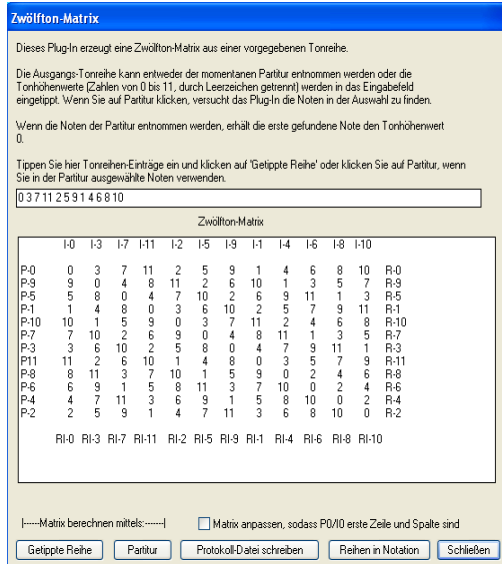 Zwölfton-Matrix
Dieses Plug-In erzeugt eine Zwölfton-Matrix aus einer vorgegebenen Tonreihe.
Die Ausgangs-Tonreihe kann entweder der momentanen Partitur entnommen werden oder die
Tonhöhenwerte (Zahlen von 0 bis 11, durch Leerzeichen getrennt) werden in das Eingabefeld
eingetippt. Wenn Sie auf Partitur klicken, versucht das Plug-In die Noten in der Auswahl zu finden.
Wenn die Noten der Partitur entnommen werden, erhält die erste gefundene Note den Tonhöhenwert
0.
Tippen Sie hier Tonreihen-Einträge ein und klicken auf 'Getippte Reihe' oder klicken Sie auf Partitur, wenn
Sie in der Partitur ausgewählte Noten verwenden.
0 3 7 11 2 5 9 1 4 6 8 10
Zwölfton-Matrix
I-0 I-3 I-7 I-11 I-2 I-5 I-9 I-1 I-4 I-6 I-8 I-10
P-0 0 3 7 11 2 5 9 1 4 6 8 10 R-0
P-9 9 0 4 8 11 2 6 10 1 3 5 7 R-9
P-5 5 8 0 4 7 10 2 6 9 11 1 3 R-5
P-1 1 4 8 0 3 6 10 2 5 7 9 11 R-1
P-10 10 1 5 9 0 3 7 11 2 4 6 8 R-10
P-7 7 10 2 6 9 0 4 8 11 1 3 5 R-7
P-3 3 6 10 2 5 8 0 4 7 9 11 1 R-3
P11 11 2 6 10 1 4 8 0 3 5 7 9 R-11
P-8 8 11 3 7 10 1 5 9 0 2 4 6 R-8
P-6 6 9 1 5 8 11 3 7 10 0 2 4 R-6
P-4 4 7 11 3 6 9 1 5 8 10 0 2 R-4
P-2 2 5 9 1 4 7 11 3 6 8 10 0 R-2
RI-0 RI-3 RI-7 RI-11 RI-2 RI-5 RI-9 RI-1 RI-4 RI-6 RI-8 RI-10
|-----Matrix berechnen mittels:-------| Matrix anpassen, sodass P0/I0 erste Zeile und Spalte sind
Getippte Reihe Partitur Protokoll-Datei schreiben Reihen in Notation Schließen